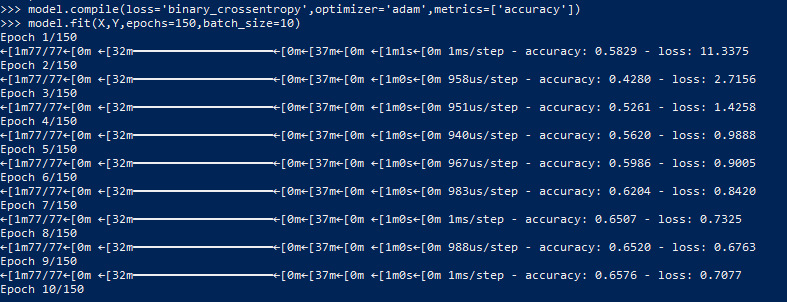 >>> model.compile(loss='binary_crossentropy',optimizer='adam',metrics=['accuracy'])
>>> model.fit(X,Y,epochs=150,batch_size=10)
Epoch 1/150
←[1m77/77←[0m ←[32m━━━━━━━━━━━━━━━━━━━━←[0m←[37m←[0m ←[1m1s←[0m 1ms/step - accuracy: 0.5829 - loss: 11.3375
Epoch 2/150
←[1m77/77←[0m ←[32m━━━━━━━━━━━━━━━━━━━━←[0m←[37m←[0m ←[1m0s←[0m 958us/step - accuracy: 0.4280 - loss: 2.7156
Epoch 3/150
←[1m77/77←[0m ←[32m━━━━━━━━━━━━━━━━━━━━←[0m←[37m←[0m ←[1m0s←[0m 951us/step - accuracy: 0.5261 - loss: 1.4258
Epoch 4/150
←[1m77/77←[0m ←[32m━━━━━━━━━━━━━━━━━━━━←[0m←[37m←[0m ←[1m0s←[0m 940us/step - accuracy: 0.5620 - loss: 0.9888
Epoch 5/150
←[1m77/77←[0m ←[32m━━━━━━━━━━━━━━━━━━━━←[0m←[37m←[0m ←[1m0s←[0m 967us/step - accuracy: 0.5986 - loss: 0.9005
Epoch 6/150
←[1m77/77←[0m ←[32m━━━━━━━━━━━━━━━━━━━━←[0m←[37m←[0m ←[1m0s←[0m 983us/step - accuracy: 0.6204 - loss: 0.8420
Epoch 7/150
←[1m77/77←[0m ←[32m━━━━━━━━━━━━━━━━━━━━←[0m←[37m←[0m ←[1m0s←[0m 1ms/step - accuracy: 0.6507 - loss: 0.7325
Epoch 8/150
←[1m77/77←[0m ←[32m━━━━━━━━━━━━━━━━━━━━←[0m←[37m←[0m ←[1m0s←[0m 988us/step - accuracy: 0.6520 - loss: 0.6763
Epoch 9/150
←[1m77/77←[0m ←[32m━━━━━━━━━━━━━━━━━━━━←[0m←[37m←[0m ←[1m0s←[0m 1ms/step - accuracy: 0.6576 - loss: 0.7077
Epoch 10/150